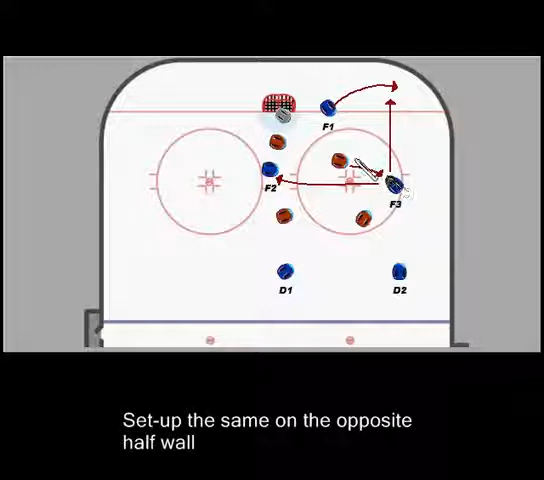 F1
F2
F3
D1
D2
Set-up the same on the opposite
half wall